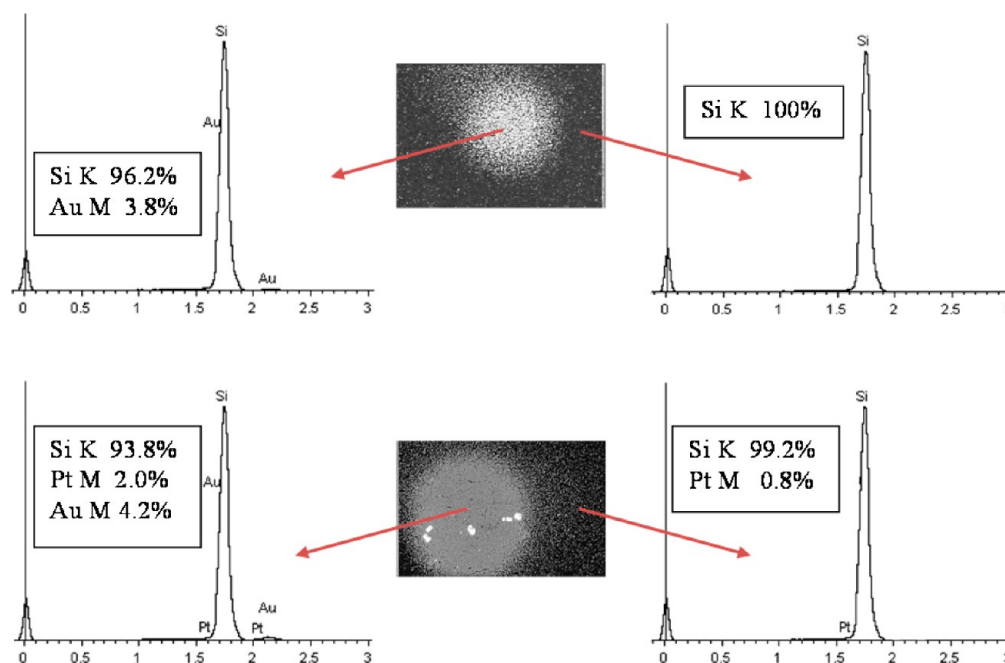 Si
Au
Si K 96.2%
Au M 3.8%
Au
0 0.5 1 1.5 2 2.5 3
Si
Si K 100%
0 0.5 1 1.5 2 2.5
Si
Si K 93.8%
Pt M 2.0%
Au M 4.2%
Au
Au
Pt
Pt
0 0.5 1 1.5 2 2.5 3
Si
Si K 99.2%
Pt M 0.8%
Pt
0 0.5 1 1.5 2 2.5